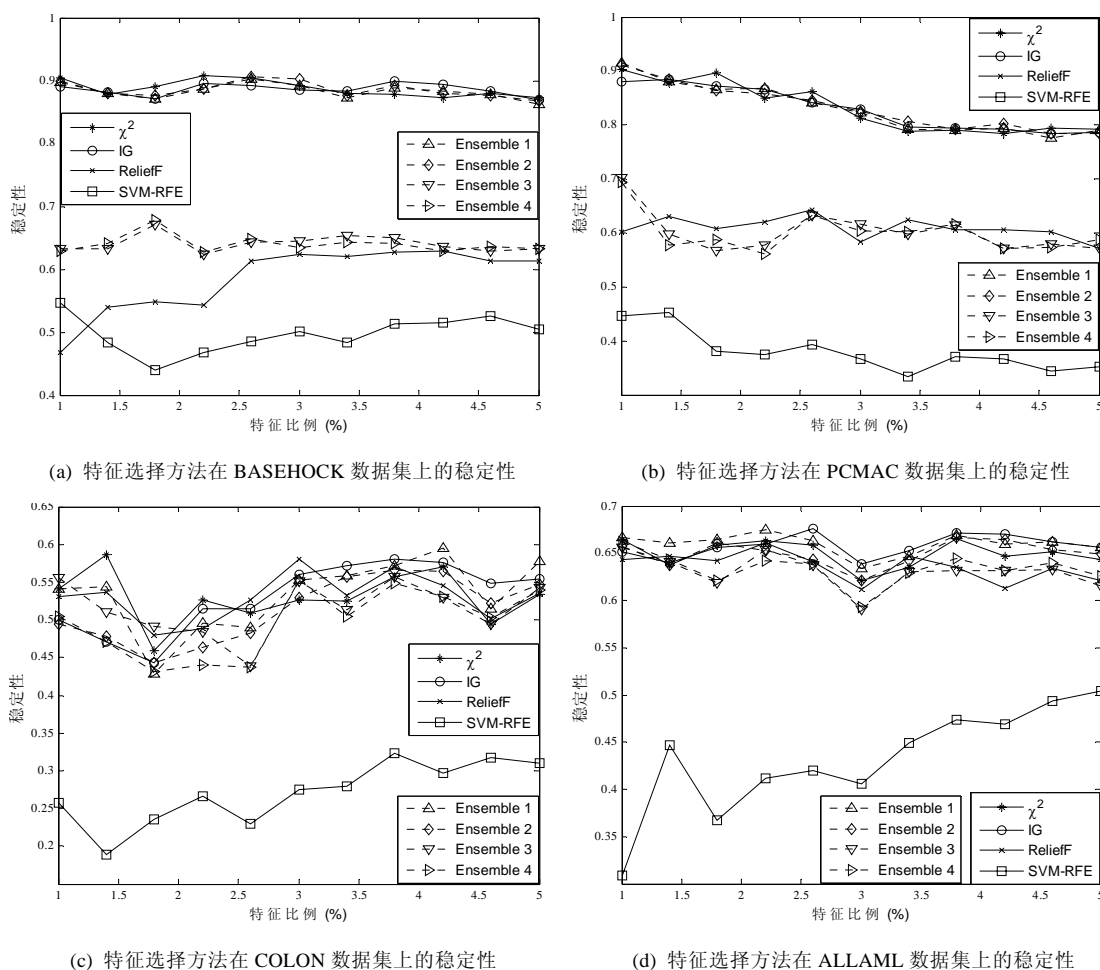 1
0.9
0.8
0.7
0.6
0.5
0.4
稳定性
χ²
IG
ReliefF
SVM-RFE
Ensemble 1
Ensemble 2
Ensemble 3
Ensemble 4
1 1.5 2 2.5 3 3.5 4 4.5 5
特征比例 (%)
(a) 特征选择方法在 BASEHOCK 数据集上的稳定性
1
0.9
0.8
0.7
0.6
0.5
0.4
稳定性
χ²
IG
ReliefF
SVM-RFE
Ensemble 1
Ensemble 2
Ensemble 3
Ensemble 4
1 1.5 2 2.5 3 3.5 4 4.5 5
特征比例 (%)
(b) 特征选择方法在 PCMAC 数据集上的稳定性
0.65
0.6
0.55
0.5
0.45
0.4
0.3
0.25
0.2
稳定性
χ²
IG
ReliefF
SVM-RFE
Ensemble 1
Ensemble 2
Ensemble 3
Ensemble 4
1 1.5 2 2.5 3 3.5 4 4.5 5
特征比例 (%)
(c) 特征选择方法在 COLON 数据集上的稳定性
0.7
0.65
0.6
0.55
0.5
0.45
0.4
0.35
稳定性
Ensemble 1
Ensemble 2
Ensemble 3
Ensemble 4
χ²
IG
ReliefF
SVM-RFE
1 1.5 2 2.5 3 3.5 4 4.5 5
特征比例 (%)
(d) 特征选择方法在 ALLAML 数据集上的稳定性